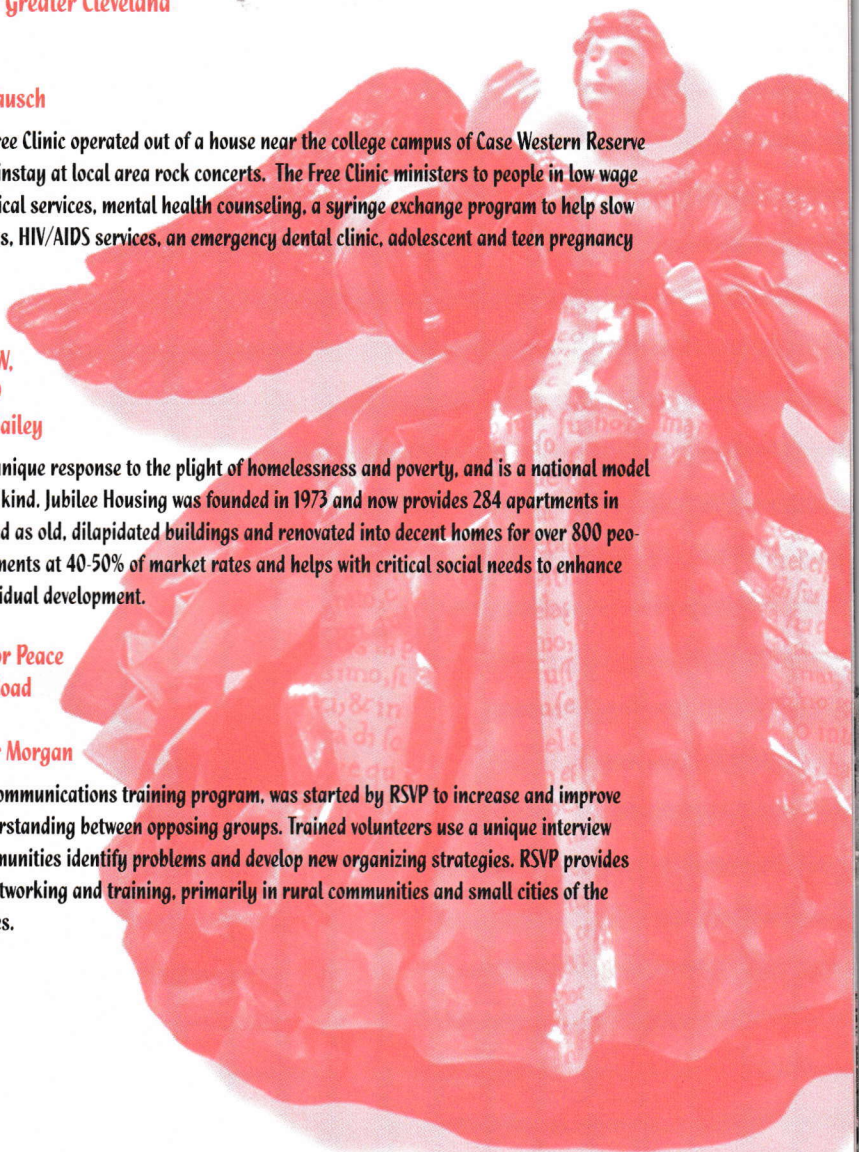 Greater Cleveland
ausch
ree Clinic operated out of a house near the college campus of Case Western Reserve
instay at local area rock concerts. The Free Clinic ministers to people in low wage
ical services, mental health counseling, a syringe exchange program to help slow
s, HIV/AIDS services, an emergency dental clinic, adolescent and teen pregnancy
W,
ailey
unique response to the plight of homelessness and poverty, and is a national model
kind. Jubilee Housing was founded in 1973 and now provides 284 apartments in
d as old, dilapidated buildings and renovated into decent homes for over 800 peo-
nents at 40-50% of market rates and helps with critical social needs to enhance
idual development.
or Peace
oad
r Morgan
ommunications training program, was started by RSVP to increase and improve
rstanding between opposing groups. Trained volunteers use a unique interview
munities identify problems and develop new organizing strategies. RSVP provides
tworking and training, primarily in rural communities and small cities of the
s.